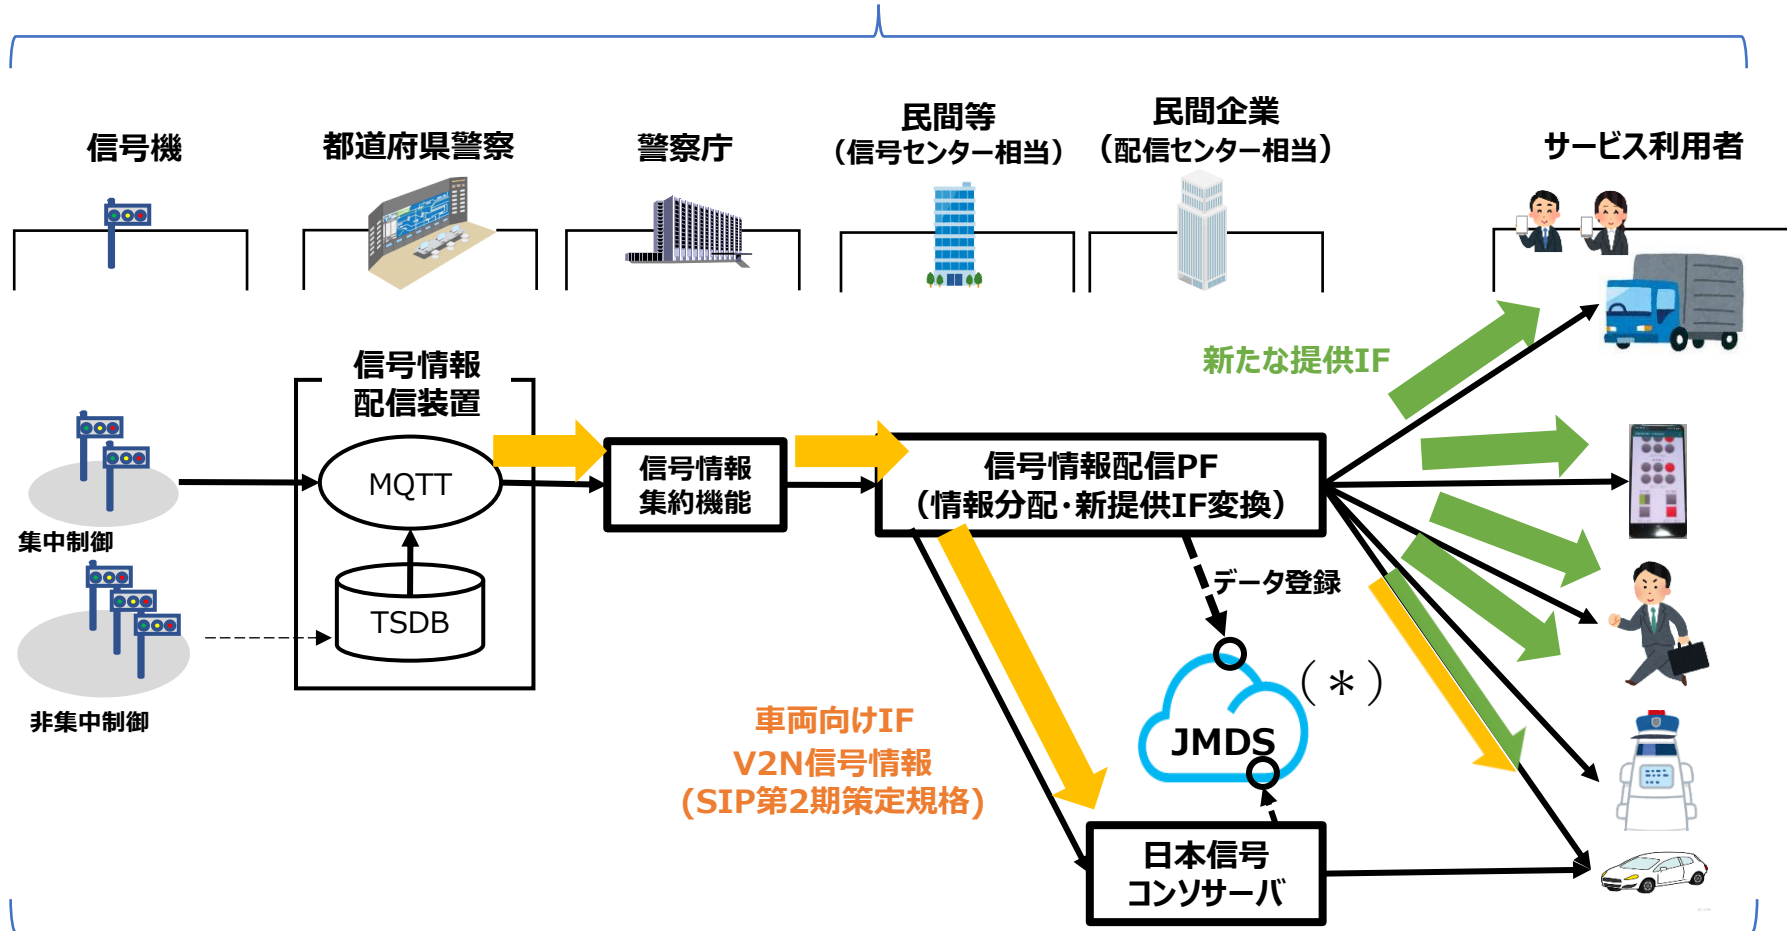 信号機
都道府県警察
警察庁
民間等
（信号センター相当）
民間企業
（配信センター相当）
サービス利用者
信号情報
配信装置
新たな提供IF
MQTT
信号情報
集約機能
信号情報配信PF
（情報分配・新提供IF変換）
集中制御
データ登録
TSDB
非集中制御
車両向けIF
V2N信号情報
(SIP第2期策定規格)
（＊）
JMDS
日本信号
コンソサーバ